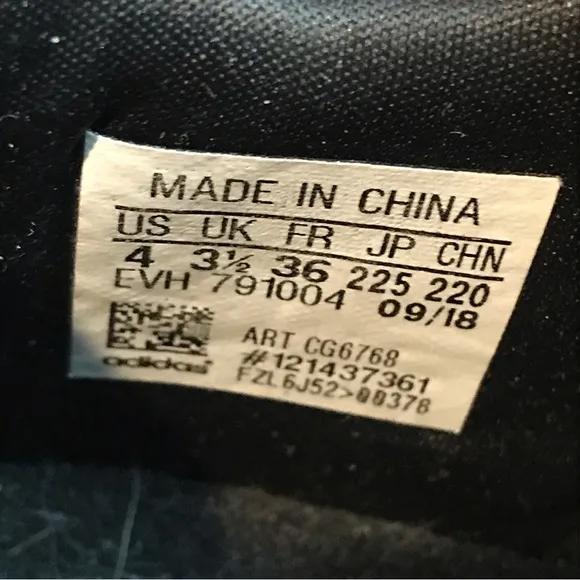 MADE IN CHINA
US UK FR JP CHN
4 3½ 36 225 220
EVH 791004 09/18
ART CG6768
#121437361
FZL6J52>00378
adidas